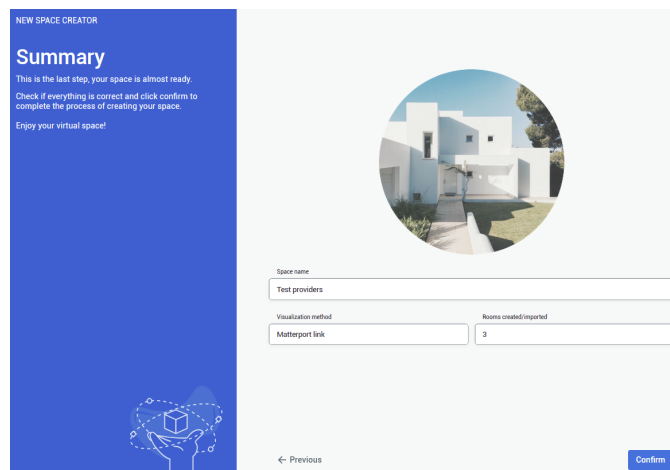 NEW SPACE CREATOR
Summary
This is the last step, your space is almost ready.
Check if everything is correct and click confirm to
complete the process of creating your space.
Enjoy your virtual space!
Space name
Test providers
Visualization method
Matterport link
Rooms created/imported
3
← Previous
Confirm